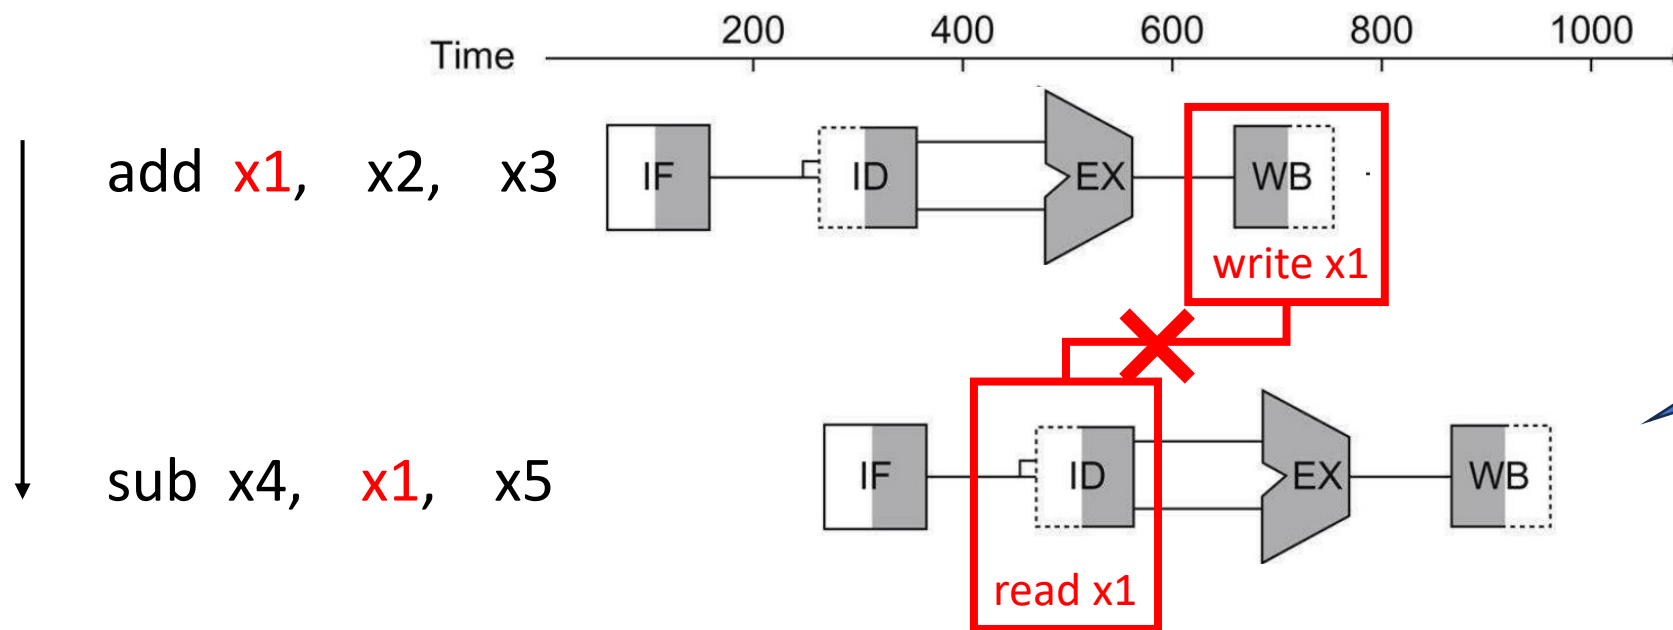 Time 200 400 600 800 1000
add x1, x2, x3 IF ID EX WB
write x1
sub x4, x1, x5 IF ID EX WB
read x1